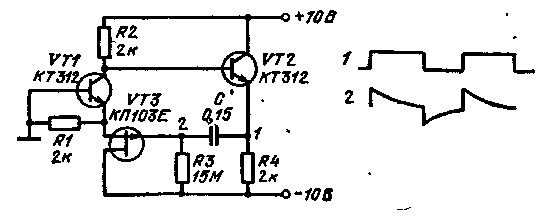 +10В
R2
2к
VT1
КТ312
VT2
КТ312
1
2
VT3
КП103Е
C
0,15
2
1
R1
2к
R3
15М
R4
2к
-10В